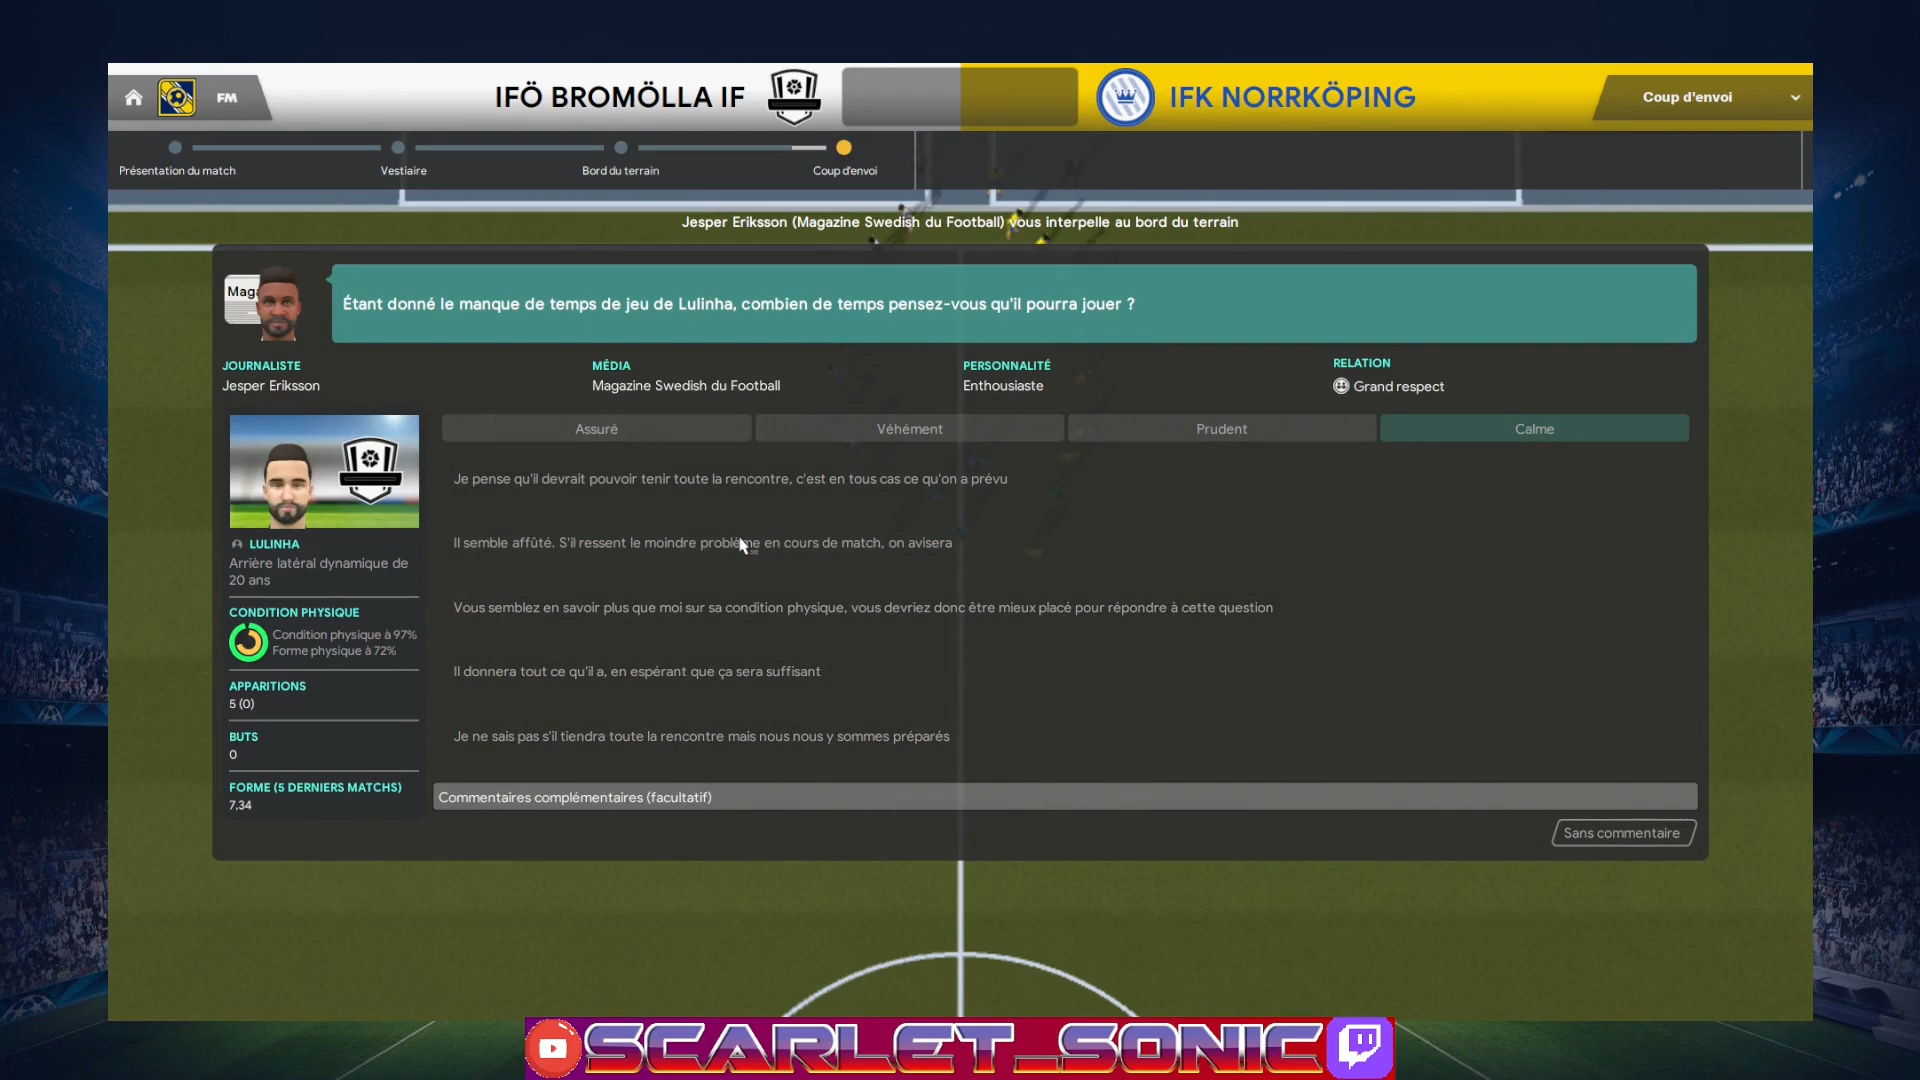 FM
IFÖ BROMÖLLA IF
IFK NORRKÖPING
Coup d'envoi
Présentation du match
Vestiaire
Bord du terrain
Coup d'envoi
Jesper Eriksson (Magazine Swedish du Football) vous interpelle au bord du terrain
Maga
Étant donné le manque de temps de jeu de Lulinha, combien de temps pensez-vous qu'il pourra jouer ?
JOURNALISTE
Jesper Eriksson
MÉDIA
Magazine Swedish du Football
PERSONNALITÉ
Enthousiaste
RELATION
Grand respect
Assuré
Véhément
Prudent
Calme
Je pense qu'il devrait pouvoir tenir toute la rencontre, c'est en tous cas ce qu'on a prévu
Il semble affûté. S'il ressent le moindre problème en cours de match, on avisera
Vous semblez en savoir plus que moi sur sa condition physique, vous devriez donc être mieux placé pour répondre à cette question
Il donnera tout ce qu'il a, en espérant que ça sera suffisant
Je ne sais pas s'il tiendra toute la rencontre mais nous nous y sommes préparés
LULINHA
Arrière latéral dynamique de
20 ans
CONDITION PHYSIQUE
Condition physique à 97%
Forme physique à 72%
APPARITIONS
5 (0)
BUTS
0
FORME (5 DERNIERS MATCHS)
7,34
Commentaires complémentaires (facultatif)
Sans commentaire
SCARLET_SONIC